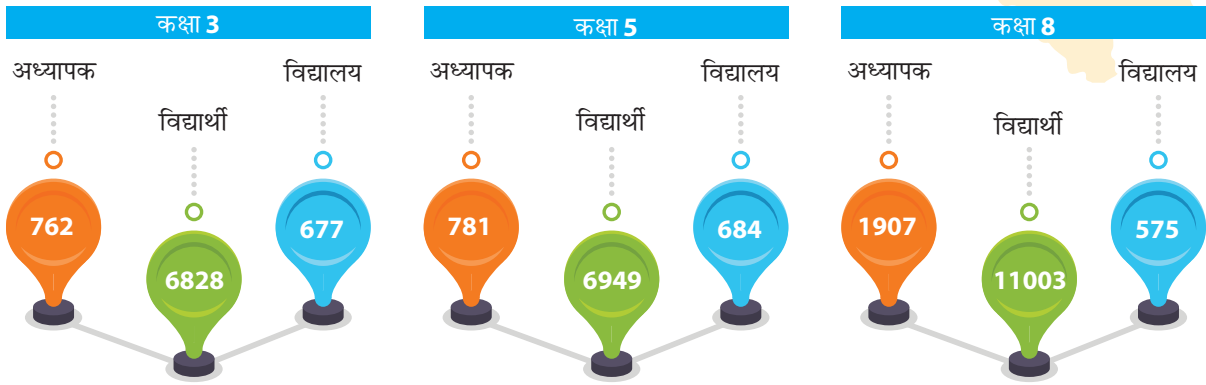 कक्षा 3
अध्यापक
विद्यार्थी
विद्यालय
762
6828
677
कक्षा 5
अध्यापक
विद्यार्थी
विद्यालय
781
6949
684
कक्षा 8
अध्यापक
विद्यार्थी
विद्यालय
1907
11003
575